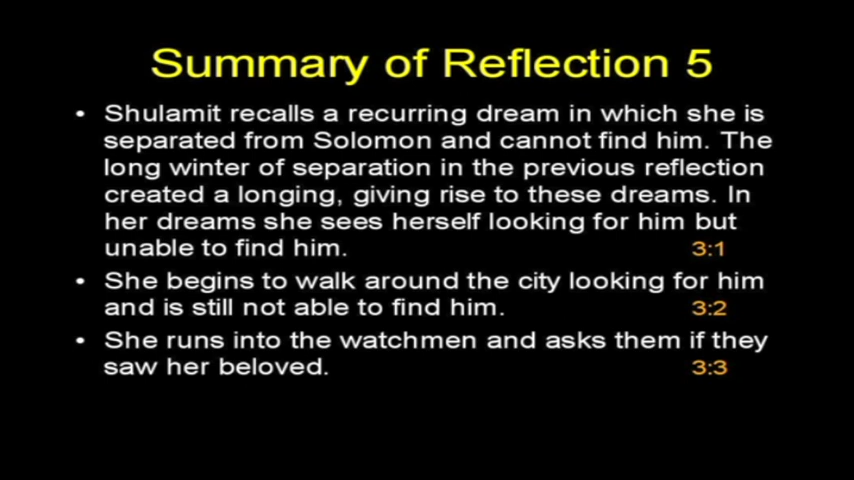 Summary of Reflection 5
• Shulamit recalls a recurring dream in which she is
separated from Solomon and cannot find him. The
long winter of separation in the previous reflection
created a longing, giving rise to these dreams. In
her dreams she sees herself looking for him but
unable to find him. 3:1
• She begins to walk around the city looking for him
and is still not able to find him. 3:2
• She runs into the watchmen and asks them if they
saw her beloved. 3:3